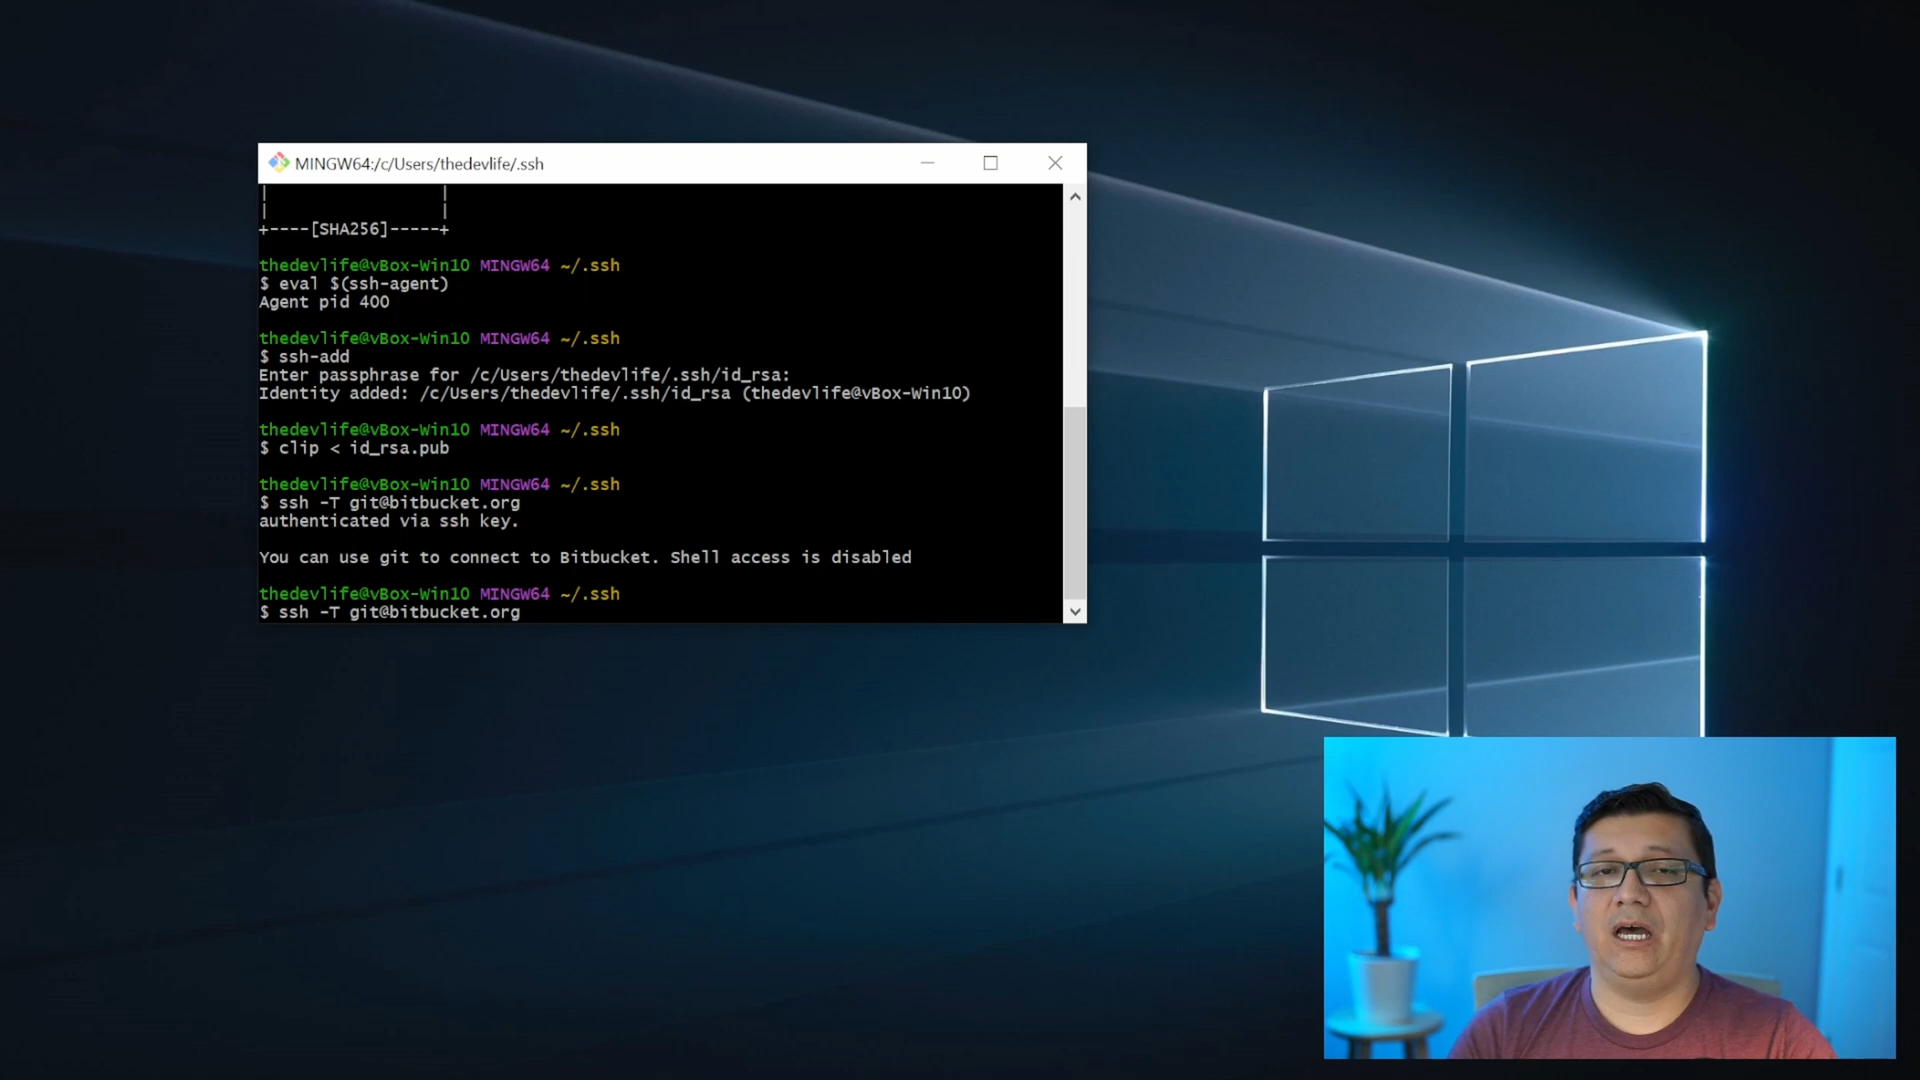 MINGW64:/c/Users/thedevlife/.ssh
+----[SHA256]-----+
thedevlife@vBox-Win10 MINGW64 ~/.ssh
$ eval $(ssh-agent)
Agent pid 400
thedevlife@vBox-Win10 MINGW64 ~/.ssh
$ ssh-add
Enter passphrase for /c/Users/thedevlife/.ssh/id_rsa:
Identity added: /c/Users/thedevlife/.ssh/id_rsa (thedevlife@vBox-Win10)
thedevlife@vBox-Win10 MINGW64 ~/.ssh
$ clip < id_rsa.pub
thedevlife@vBox-Win10 MINGW64 ~/.ssh
$ ssh -T git@bitbucket.org
authenticated via ssh key.
You can use git to connect to Bitbucket. Shell access is disabled
thedevlife@vBox-Win10 MINGW64 ~/.ssh
$ ssh -T git@bitbucket.org